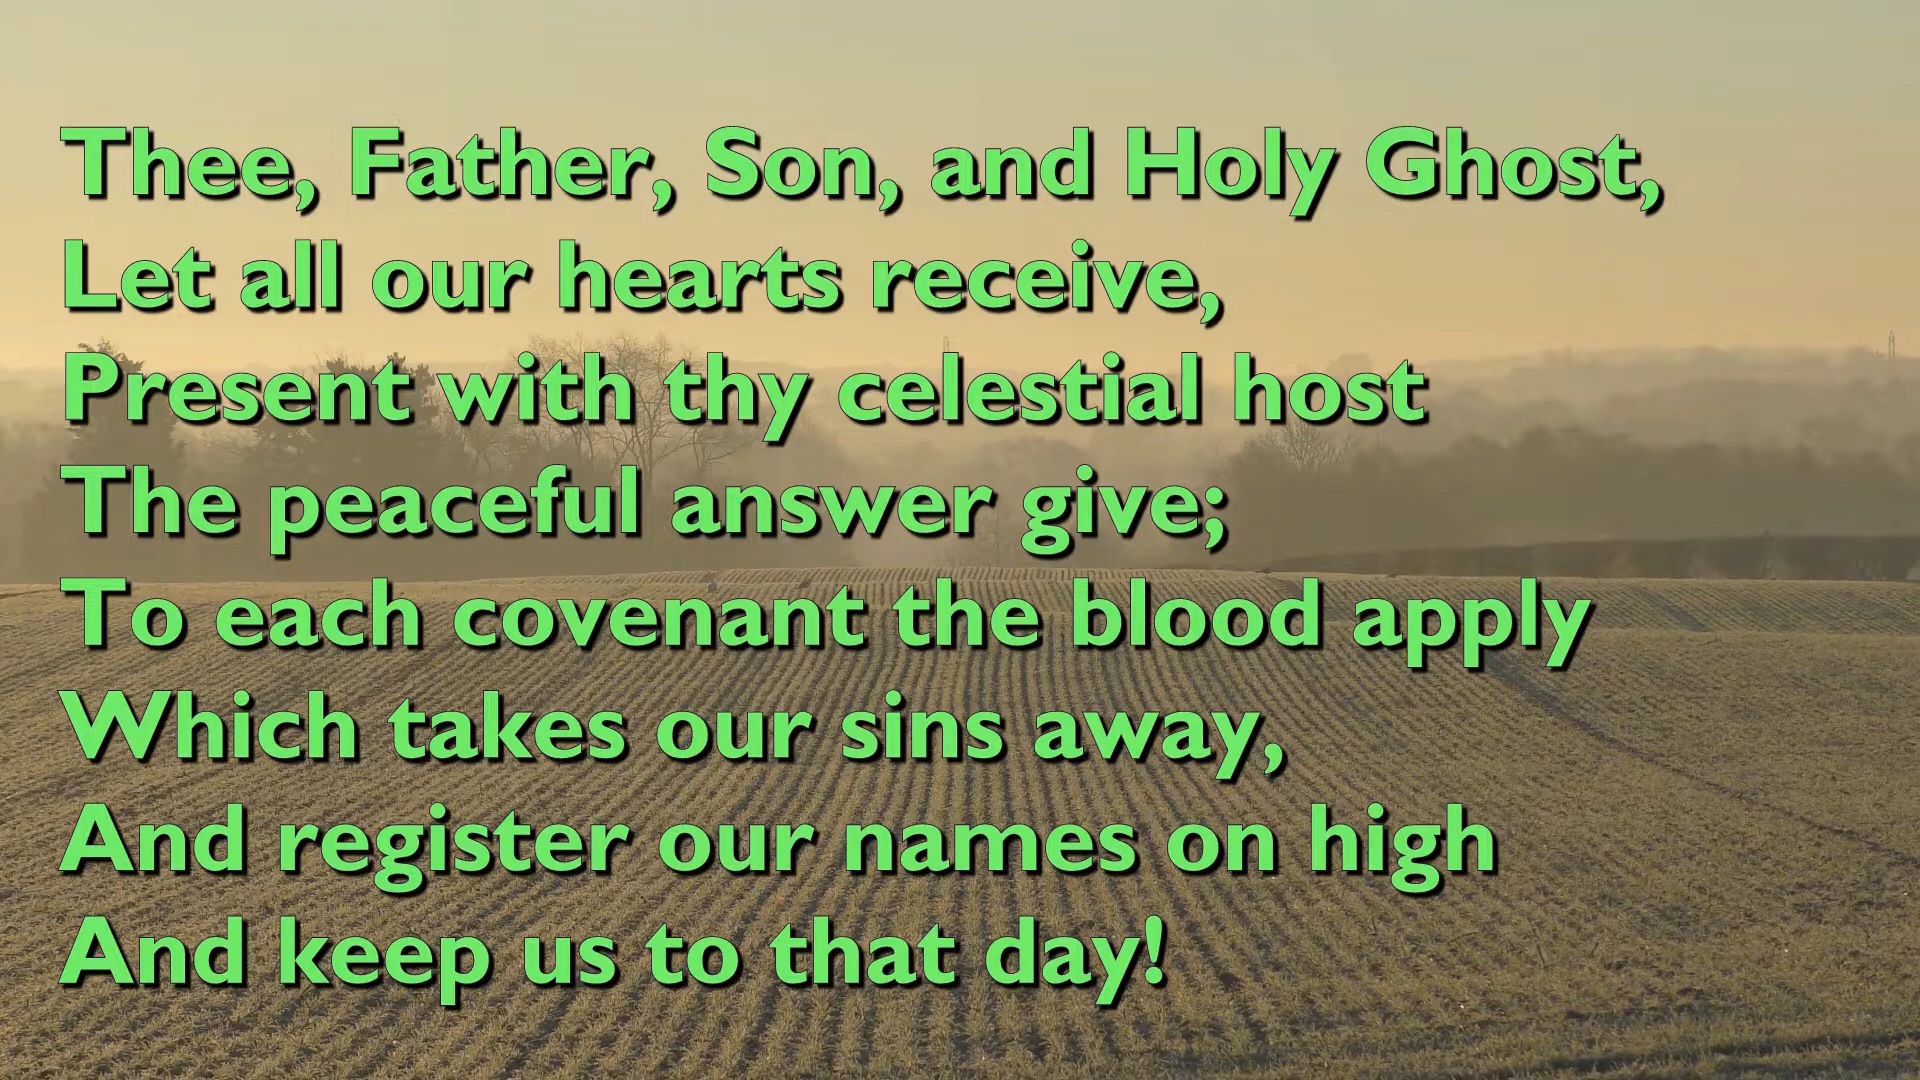 Thee, Father, Son, and Holy Ghost,
Let all our hearts receive,
Present with thy celestial host
The peaceful answer give;
To each covenant the blood apply
Which takes our sins away,
And register our names on high
And keep us to that day!